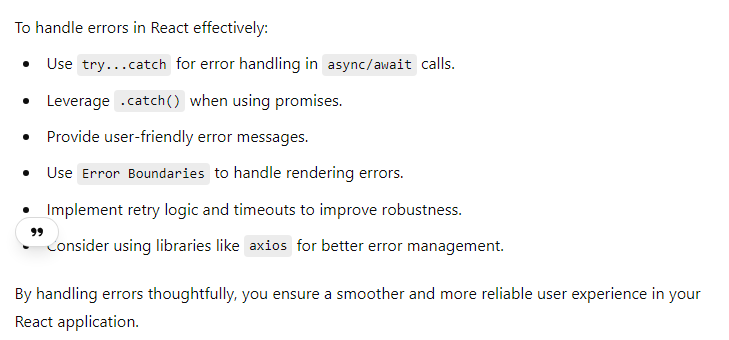 To handle errors in React effectively:
• Use try...catch for error handling in async/await calls.
• Leverage .catch() when using promises.
• Provide user-friendly error messages.
• Use Error Boundaries to handle rendering errors.
• Implement retry logic and timeouts to improve robustness.
• Consider using libraries like axios for better error management.
By handling errors thoughtfully, you ensure a smoother and more reliable user experience in your
React application.